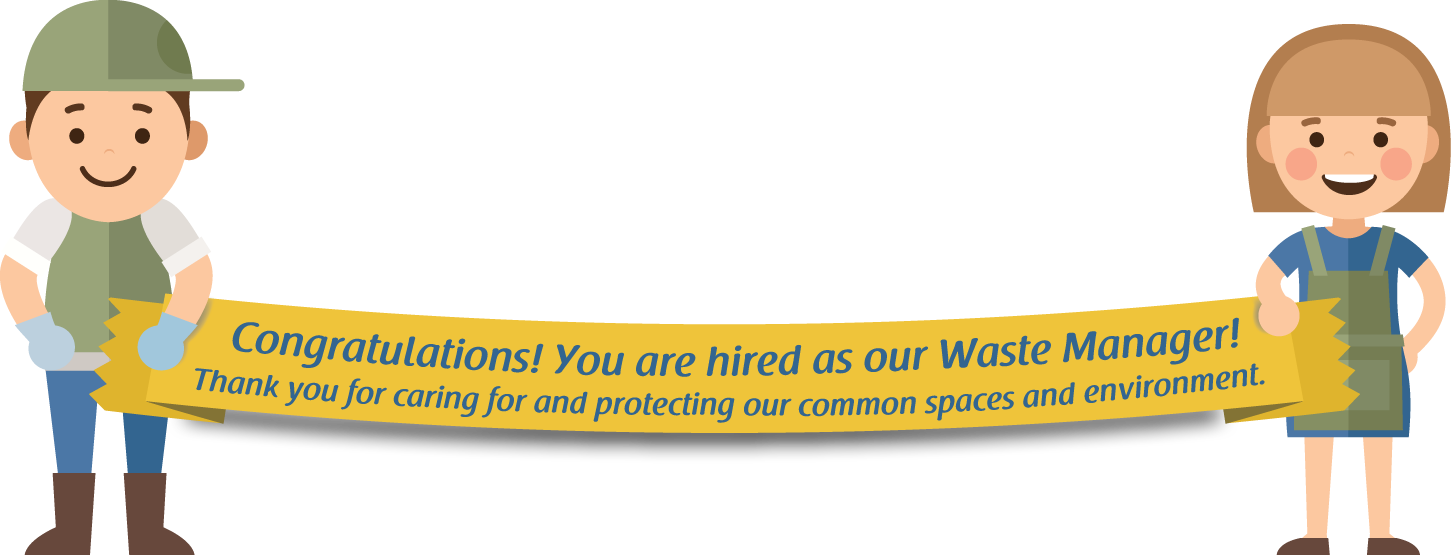 Congratulations! You are hired as our Waste Manager!
Thank you for caring for and protecting our common spaces and environment.